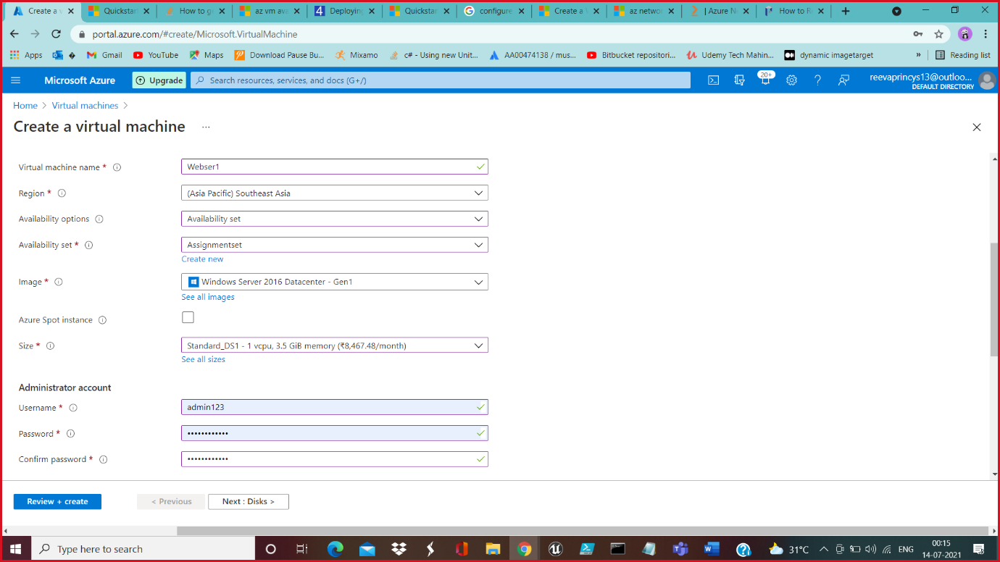 Create a v
Quickstar
How to g
az vm ava
Deploying
Quickstar
configure
Create a V
az netwo
| Azure N
How to R
portal.azure.com/#create/Microsoft.VirtualMachine
Apps
Gmail
YouTube
Maps
Download Pause Bu...
Mixamo
c# - Using new Unit...
AA00474138 / mus...
Bitbucket repositori...
Udemy Tech Mahin...
dynamic imagetarget
»
Reading list
Microsoft Azure
Upgrade
Search resources, services, and docs (G+/)
20+
reevaprincys13@outloo...
DEFAULT DIRECTORY
Home > Virtual machines >
Create a virtual machine ...
Virtual machine name *
Webser1
Region *
(Asia Pacific) Southeast Asia
Availability options
Availability set
Availability set *
Assignmentset
Create new
Image *
Windows Server 2016 Datacenter - Gen1
See all images
Azure Spot instance
Size *
Standard_DS1 - 1 vcpu, 3.5 GiB memory (₹8,467.48/month)
See all sizes
Administrator account
Username *
admin123
Password *
••••••••••••
Confirm password *
••••••••••••
Review + create
< Previous
Next : Disks >
Type here to search
31°C
ENG
00:15
14-07-2021